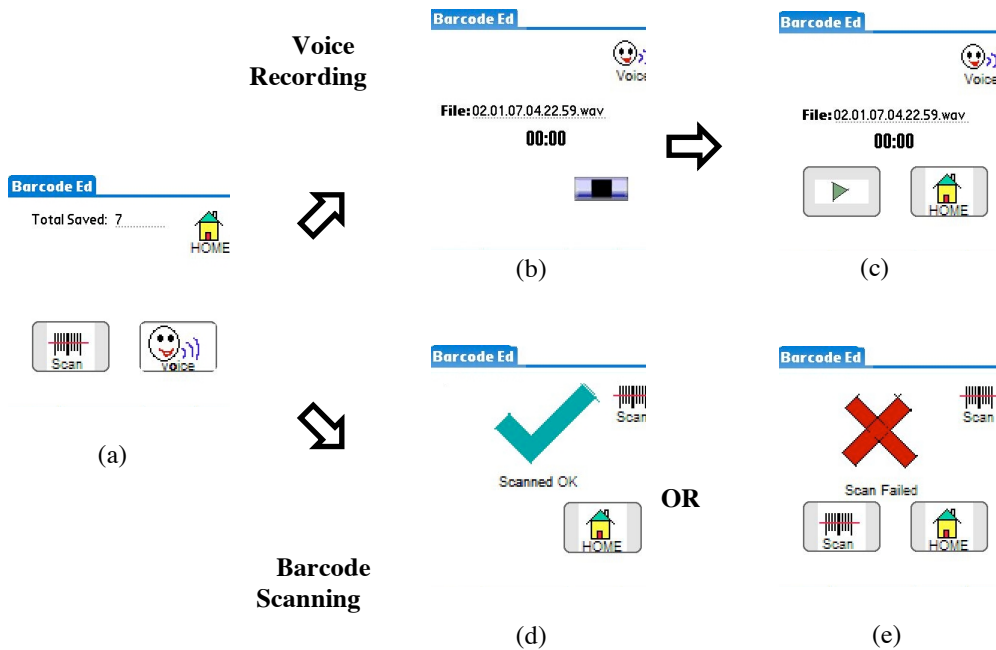 Barcode Ed
Total Saved: 7
HOME
Scan
Voice
(a)
Voice
Recording
Barcode Ed
Voice
File: 02.01.07.04.22.59.wav
00:00
(b)
Barcode Ed
Voice
File: 02.01.07.04.22.59.wav
00:00
HOME
(c)
Barcode
Scanning
Barcode Ed
Scan
Scanned OK
HOME
(d)
OR
Barcode Ed
Scan
Scan Failed
Scan
HOME
(e)